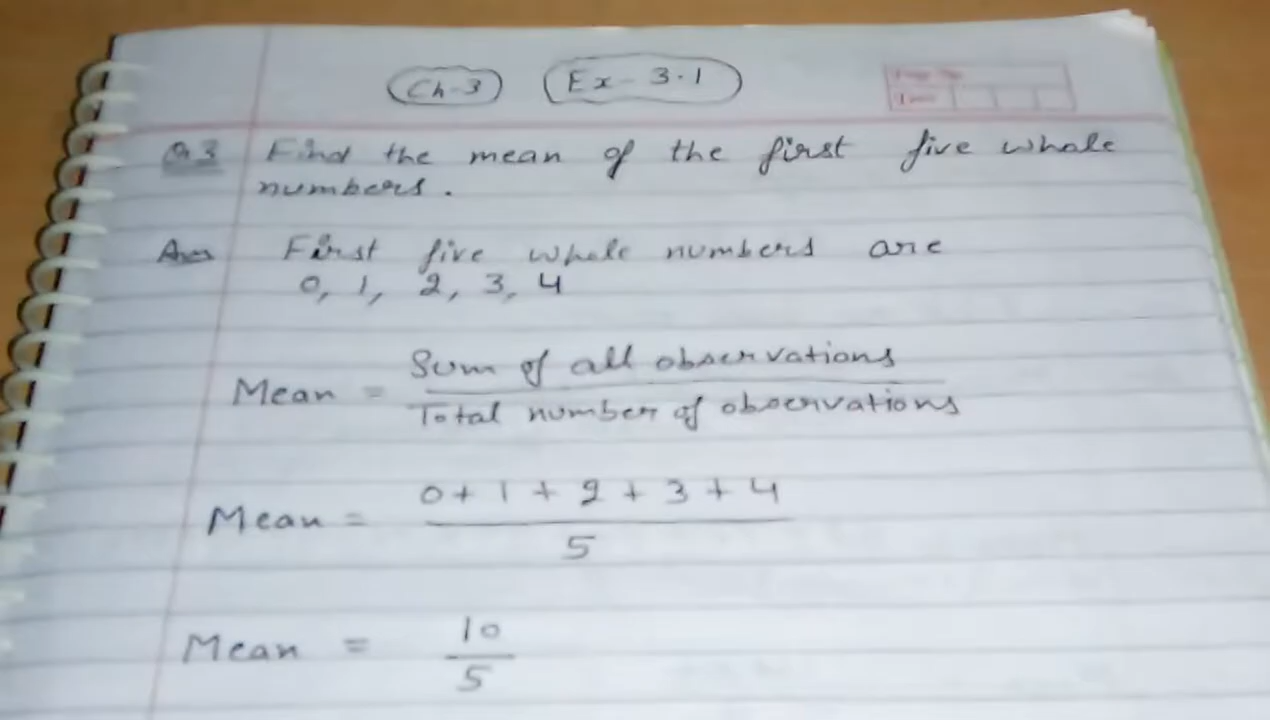 Ch-3 Ex-3.1
Q3 Find the mean of the first five whole
numbers.
Ans First five whole numbers are
0, 1, 2, 3, 4
Sum of all observations
Mean =
Total number of observations
0 + 1 + 2 + 3 + 4
Mean =
5
10
Mean =
5